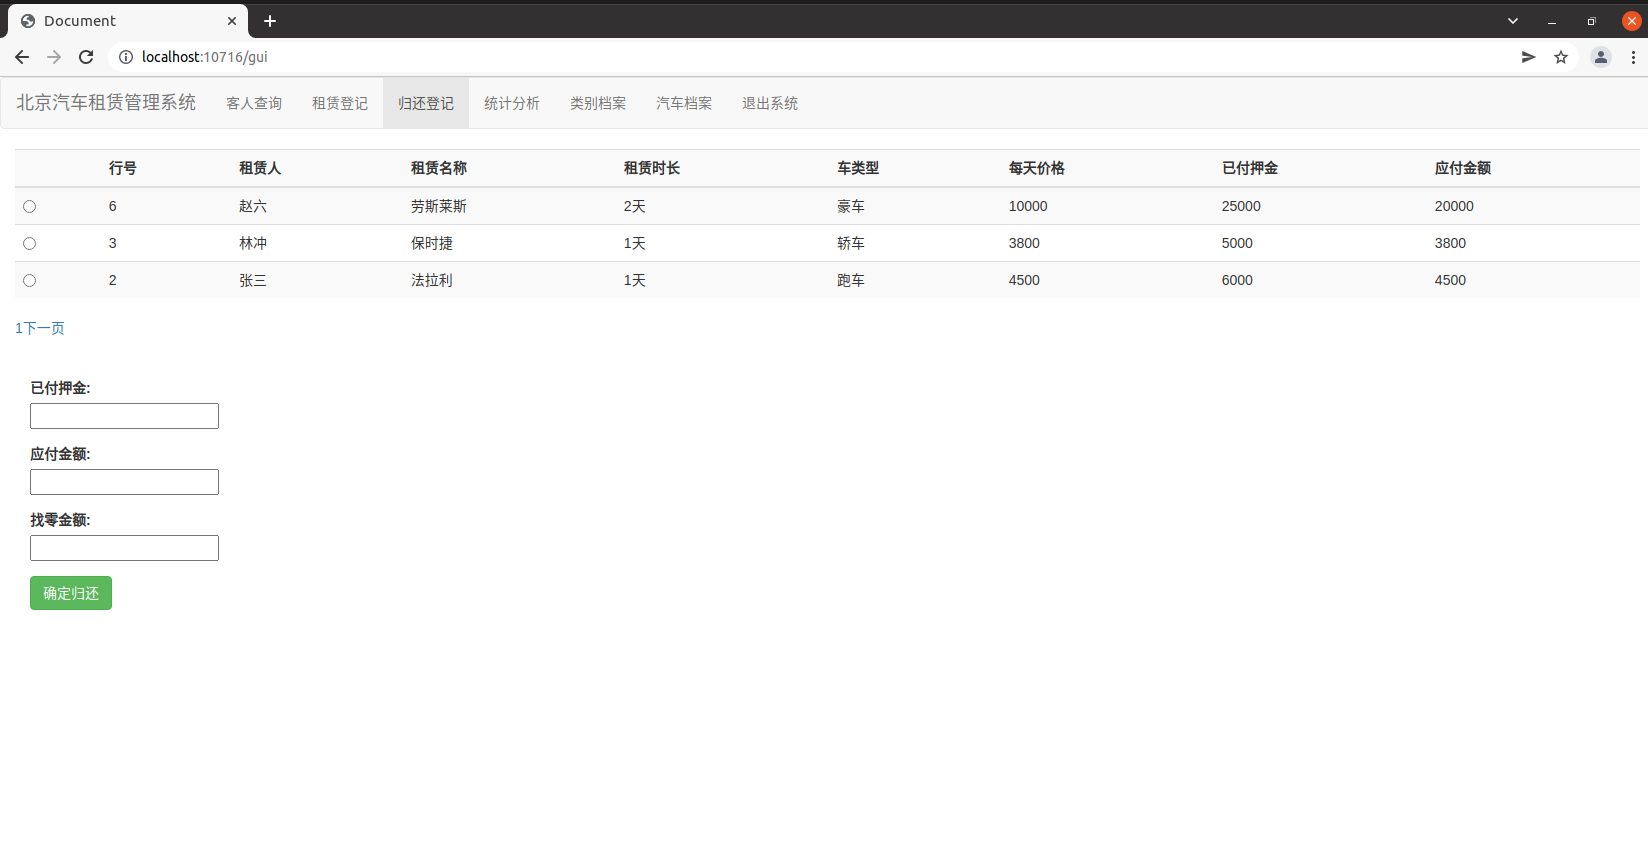 Document
localhost:10716/gui
北京汽车租赁管理系统 客人查询 租赁登记 归还登记 统计分析 类别档案 汽车档案 退出系统
行号 租赁人 租赁名称 租赁时长 车类型 每天价格 已付押金 应付金额
6 赵六 劳斯莱斯 2天 豪车 10000 25000 20000
3 林冲 保时捷 1天 轿车 3800 5000 3800
2 张三 法拉利 1天 跑车 4500 6000 4500
1下一页
已付押金:
应付金额:
找零金额:
确定归还